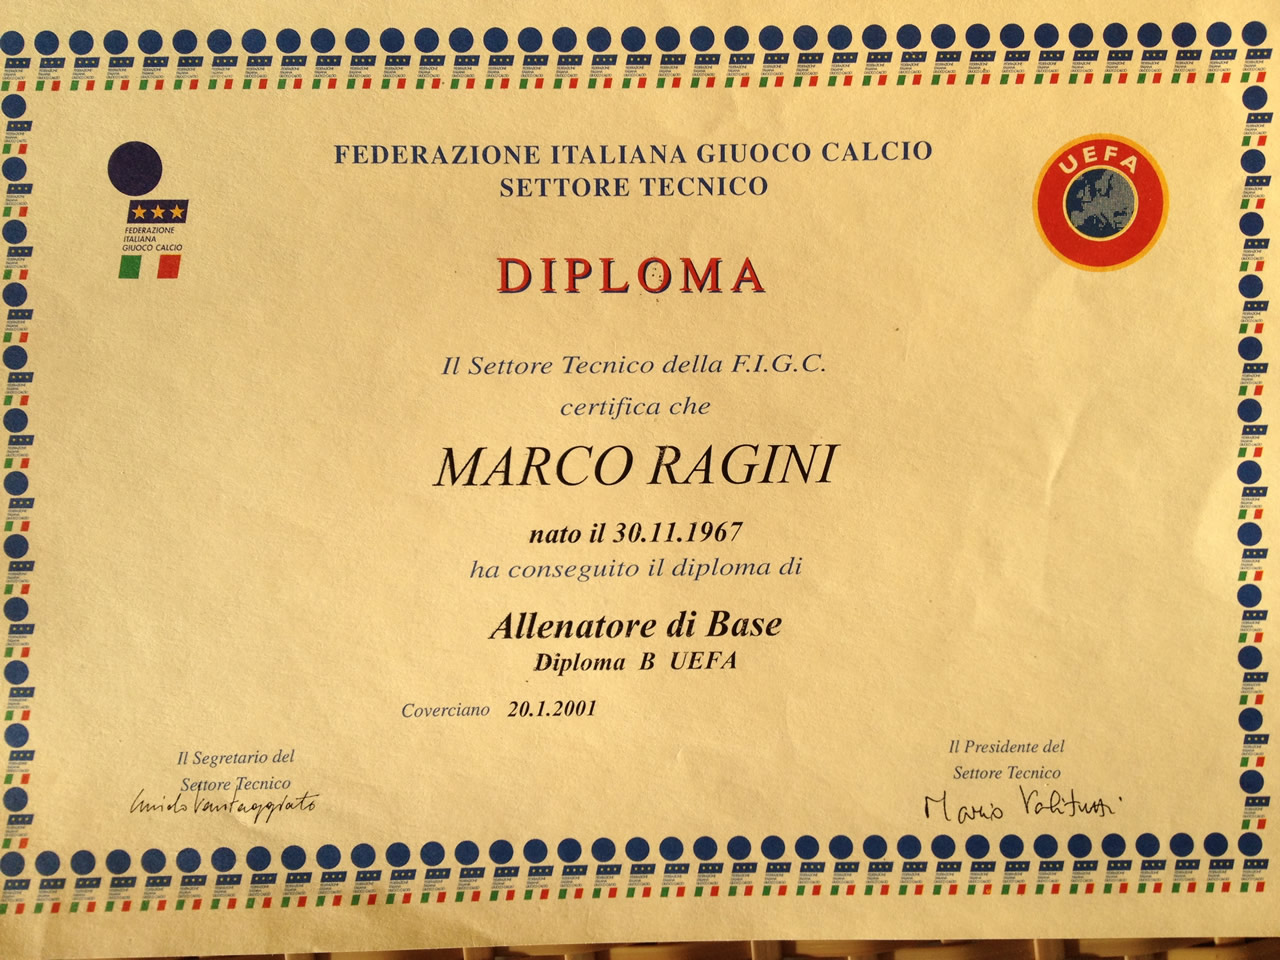 FEDERAZIONE ITALIANA GIUOCO CALCIO
SETTORE TECNICO
FEDERAZIONE
ITALIANA
GIUOCO CALCIO
UEFA
DIPLOMA
Il Settore Tecnico della F.I.G.C.
certifica che
MARCO RAGINI
nato il 30.11.1967
ha conseguito il diploma di
Allenatore di Base
Diploma B UEFA
Coverciano 20.1.2001
Il Segretario del
Settore Tecnico
Il Presidente del
Settore Tecnico
Mario